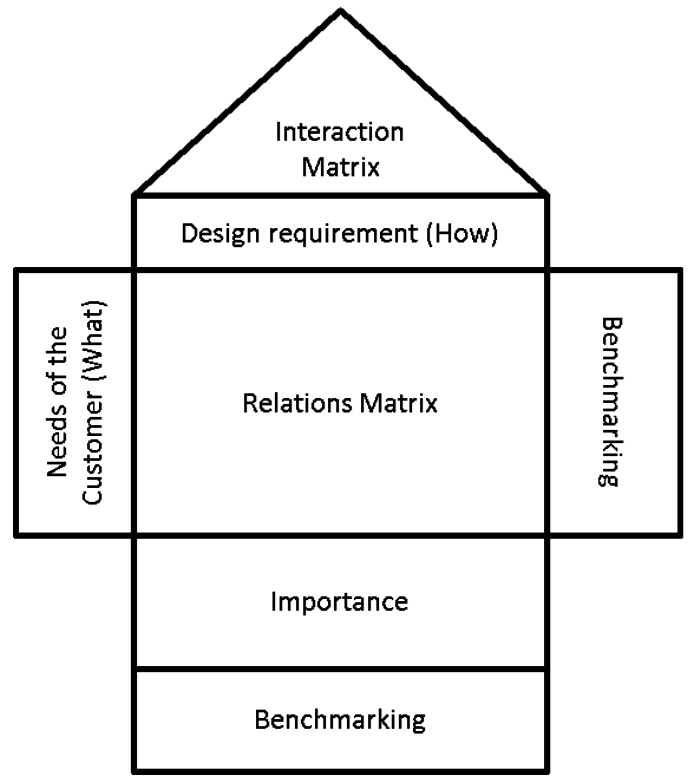 Interaction
Matrix
Design requirement (How)
Needs of the
Customer (What)
Relations Matrix
Benchmarking
Importance
Benchmarking